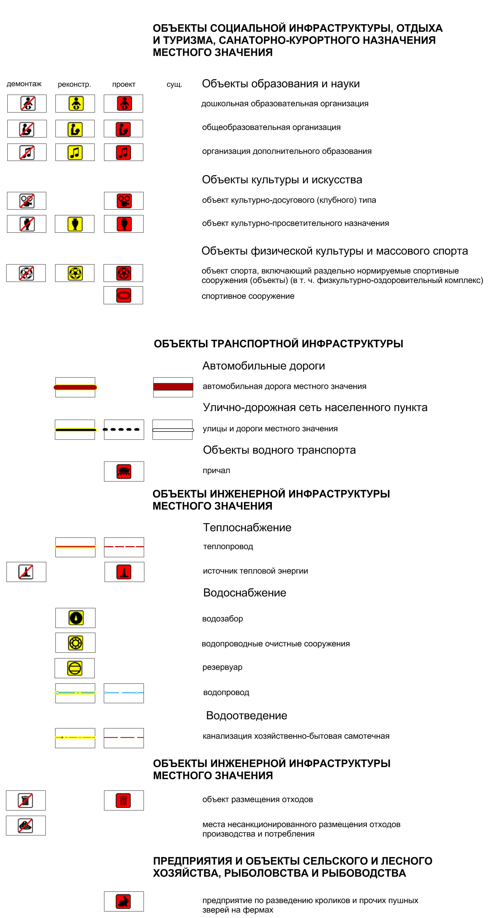 ОБЪЕКТЫ СОЦИАЛЬНОЙ ИНФРАСТРУКТУРЫ, ОТДЫХА
И ТУРИЗМА, САНАТОРНО-КУРОРТНОГО НАЗНАЧЕНИЯ
МЕСТНОГО ЗНАЧЕНИЯ
демонтаж реконстр. проект сущ. Объекты образования и науки
дошкольная образовательная организация
общеобразовательная организация
организация дополнительного образования
Объекты культуры и искусства
объект культурно-досугового (клубного) типа
объект культурно-просветительного назначения
Объекты физической культуры и массового спорта
объект спорта, включающий раздельно нормируемые спортивные
сооружения (объекты) (в т. ч. физкультурно-оздоровительный комплекс)
спортивное сооружение
ОБЪЕКТЫ ТРАНСПОРТНОЙ ИНФРАСТРУКТУРЫ
Автомобильные дороги
автомобильная дорога местного значения
Улично-дорожная сеть населенного пункта
улицы и дороги местного значения
Объекты водного транспорта
причал
ОБЪЕКТЫ ИНЖЕНЕРНОЙ ИНФРАСТРУКТУРЫ
МЕСТНОГО ЗНАЧЕНИЯ
Теплоснабжение
теплопровод
источник тепловой энергии
Водоснабжение
водозабор
водопроводные очистные сооружения
резервуар
водопровод
Водоотведение
канализация хозяйственно-бытовая самотечная
ОБЪЕКТЫ ИНЖЕНЕРНОЙ ИНФРАСТРУКТУРЫ
МЕСТНОГО ЗНАЧЕНИЯ
объект размещения отходов
места несанкционированного размещения отходов
производства и потребления
ПРЕДПРИЯТИЯ И ОБЪЕКТЫ СЕЛЬСКОГО И ЛЕСНОГО
ХОЗЯЙСТВА, РЫБОЛОВСТВА И РЫБОВОДСТВА
предприятие по разведению кроликов и прочих пушных
зверей на фермах